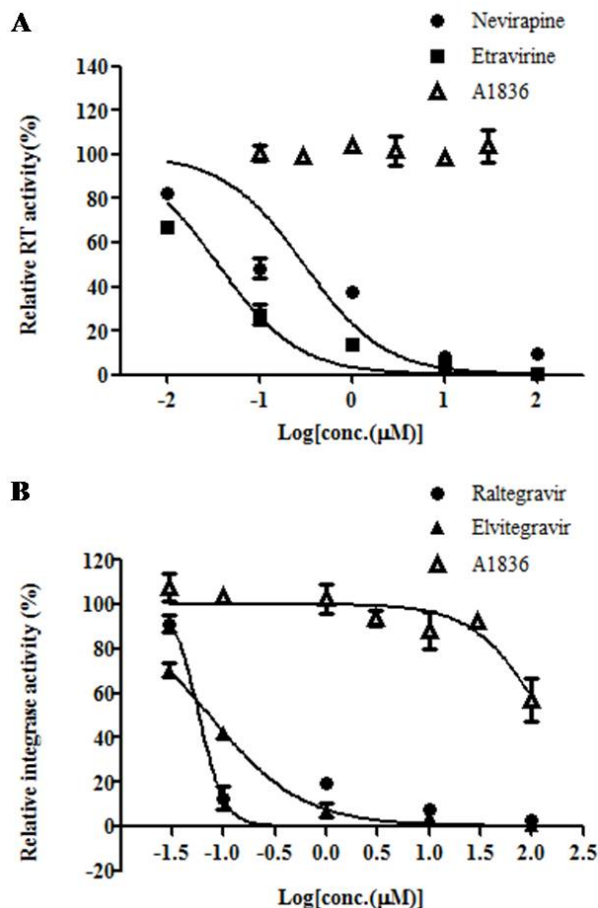 A
Nevirapine
Etravirine
A1836
140
120
100
80
60
40
20
0
-2 -1 0 1 2
Relative RT activity(%)
Log[conc.(μM)]
B
Raltegravir
Elvitegravir
A1836
120
100
80
60
40
20
0
-20
-1.5 -1.0 -0.5 0.0 0.5 1.0 1.5 2.0 2.5
Relative integrase activity (%)
Log[conc.(μM)]